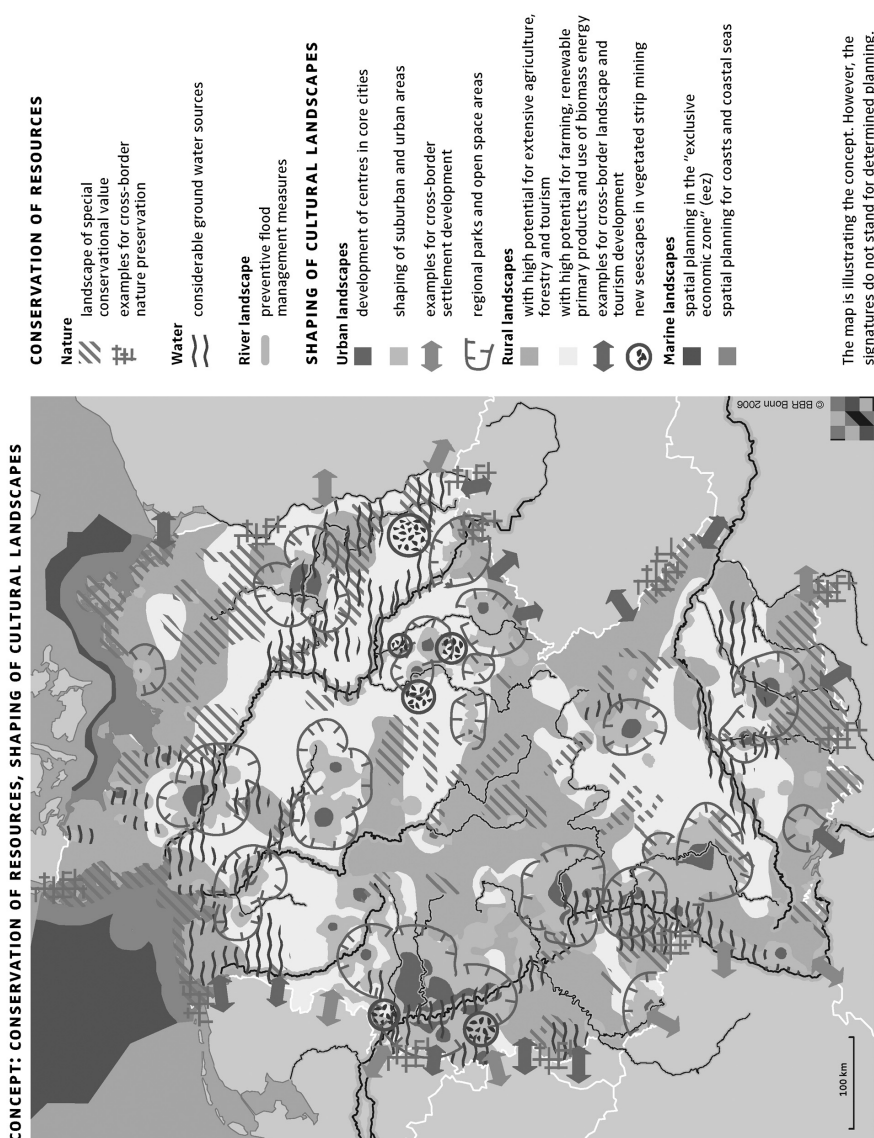 CONCEPT: CONSERVATION OF RESOURCES, SHAPING OF CULTURAL LANDSCAPES
CONSERVATION OF RESOURCES
Nature
landscape of special
conservational value
examples for cross-border
nature preservation
Water
considerable ground water sources
River landscape
preventive flood
management measures
SHAPING OF CULTURAL LANDSCAPES
Urban landscapes
development of centres in core cities
shaping of suburban and urban areas
examples for cross-border
settlement development
regional parks and open space areas
Rural landscapes
with high potential for extensive agriculture,
forestry and tourism
with high potential for farming, renewable
primary products and use of biomass energy
examples for cross-border landscape and
tourism development
new seescapes in vegetated strip mining
Marine landscapes
spatial planning in the "exclusive
economic zone" (eez)
spatial planning for coasts and coastal seas
The map is illustrating the concept. However, the
signatures do not stand for determined planning.
100 km
© BBR Bonn 2006